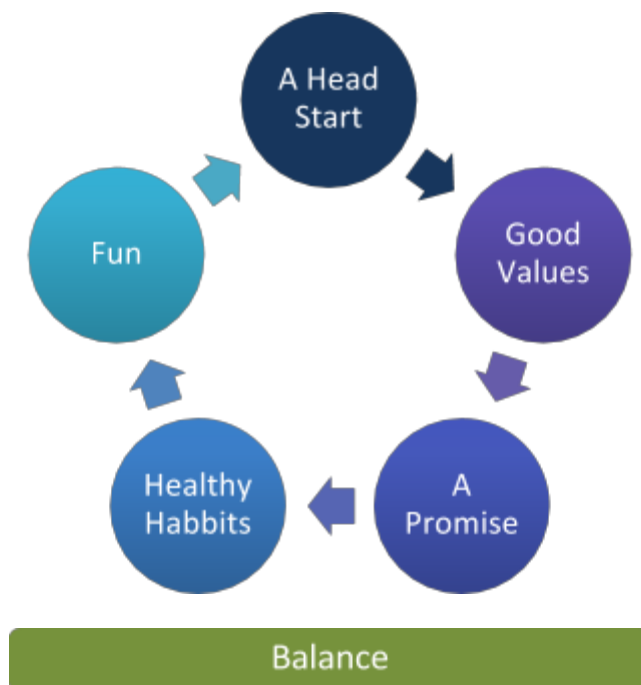 A Head
Start
Good
Values
A
Promise
Healthy
Habbits
Fun
Balance